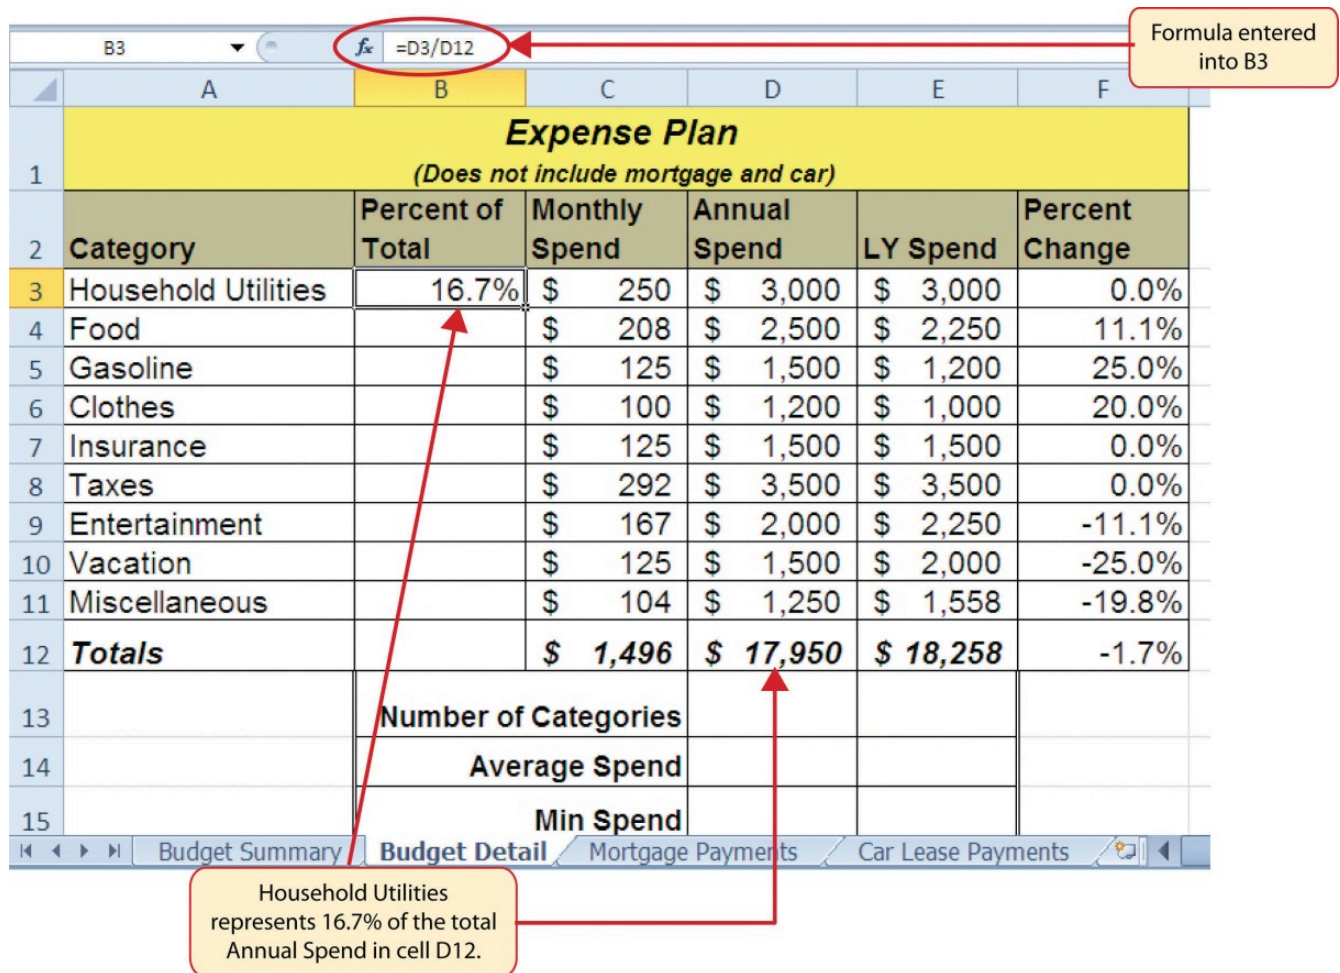 Formula entered
into B3
B3 fx =D3/D12
A B C D E F
1 Expense Plan
(Does not include mortgage and car)
2 Category Percent of Total Monthly Spend Annual Spend LY Spend Percent Change
3 Household Utilities 16.7% $ 250 $ 3,000 $ 3,000 0.0%
4 Food $ 208 $ 2,500 $ 2,250 11.1%
5 Gasoline $ 125 $ 1,500 $ 1,200 25.0%
6 Clothes $ 100 $ 1,200 $ 1,000 20.0%
7 Insurance $ 125 $ 1,500 $ 1,500 0.0%
8 Taxes $ 292 $ 3,500 $ 3,500 0.0%
9 Entertainment $ 167 $ 2,000 $ 2,250 -11.1%
10 Vacation $ 125 $ 1,500 $ 2,000 -25.0%
11 Miscellaneous $ 104 $ 1,250 $ 1,558 -19.8%
12 Totals $ 1,496 $ 17,950 $ 18,258 -1.7%
13 Number of Categories
14 Average Spend
15 Min Spend
Budget Summary Budget Detail Mortgage Payments Car Lease Payments
Household Utilities
represents 16.7% of the total
Annual Spend in cell D12.